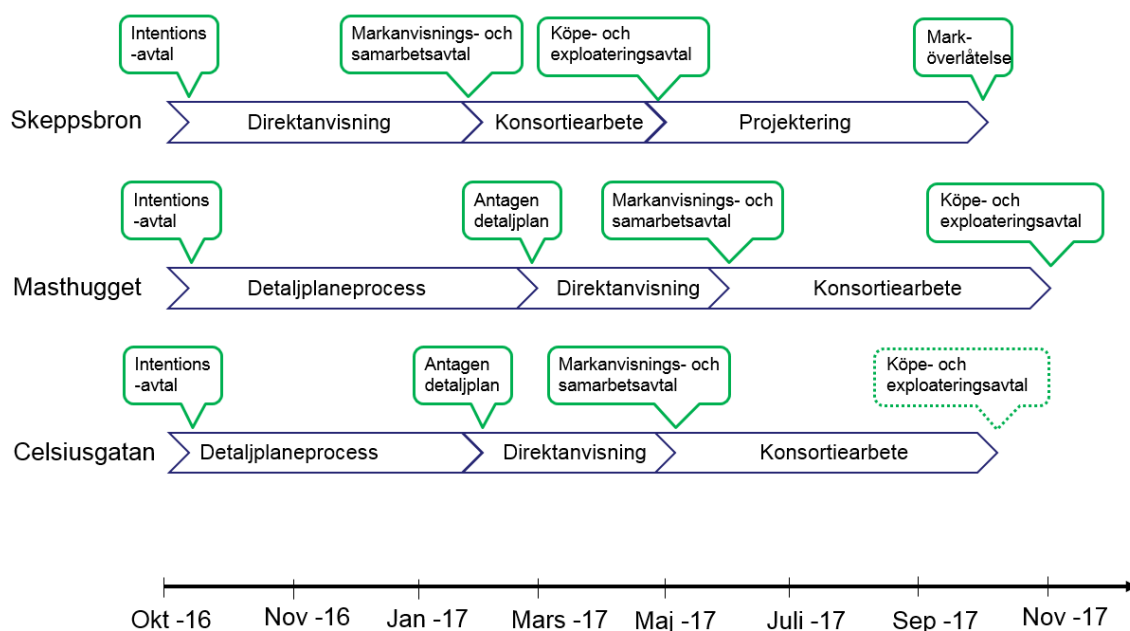 Intentions
-avtal
Markanvisnings- och
samarbetsavtal
Köpe- och
exploateringsavtal
Mark-
överlåtelse
Skeppsbron
Direktanvisning
Konsortiearbete
Projektering
Intentions
-avtal
Antagen
detaljplan
Markanvisnings- och
samarbetsavtal
Köpe- och
exploateringsavtal
Masthugget
Detaljplaneprocess
Direktanvisning
Konsortiearbete
Intentions
-avtal
Antagen
detaljplan
Markanvisnings- och
samarbetsavtal
Köpe- och
exploateringsavtal
Celsiusgatan
Detaljplaneprocess
Direktanvisning
Konsortiearbete
Okt -16
Nov -16
Jan -17
Mars -17
Maj -17
Juli -17
Sep -17
Nov -17